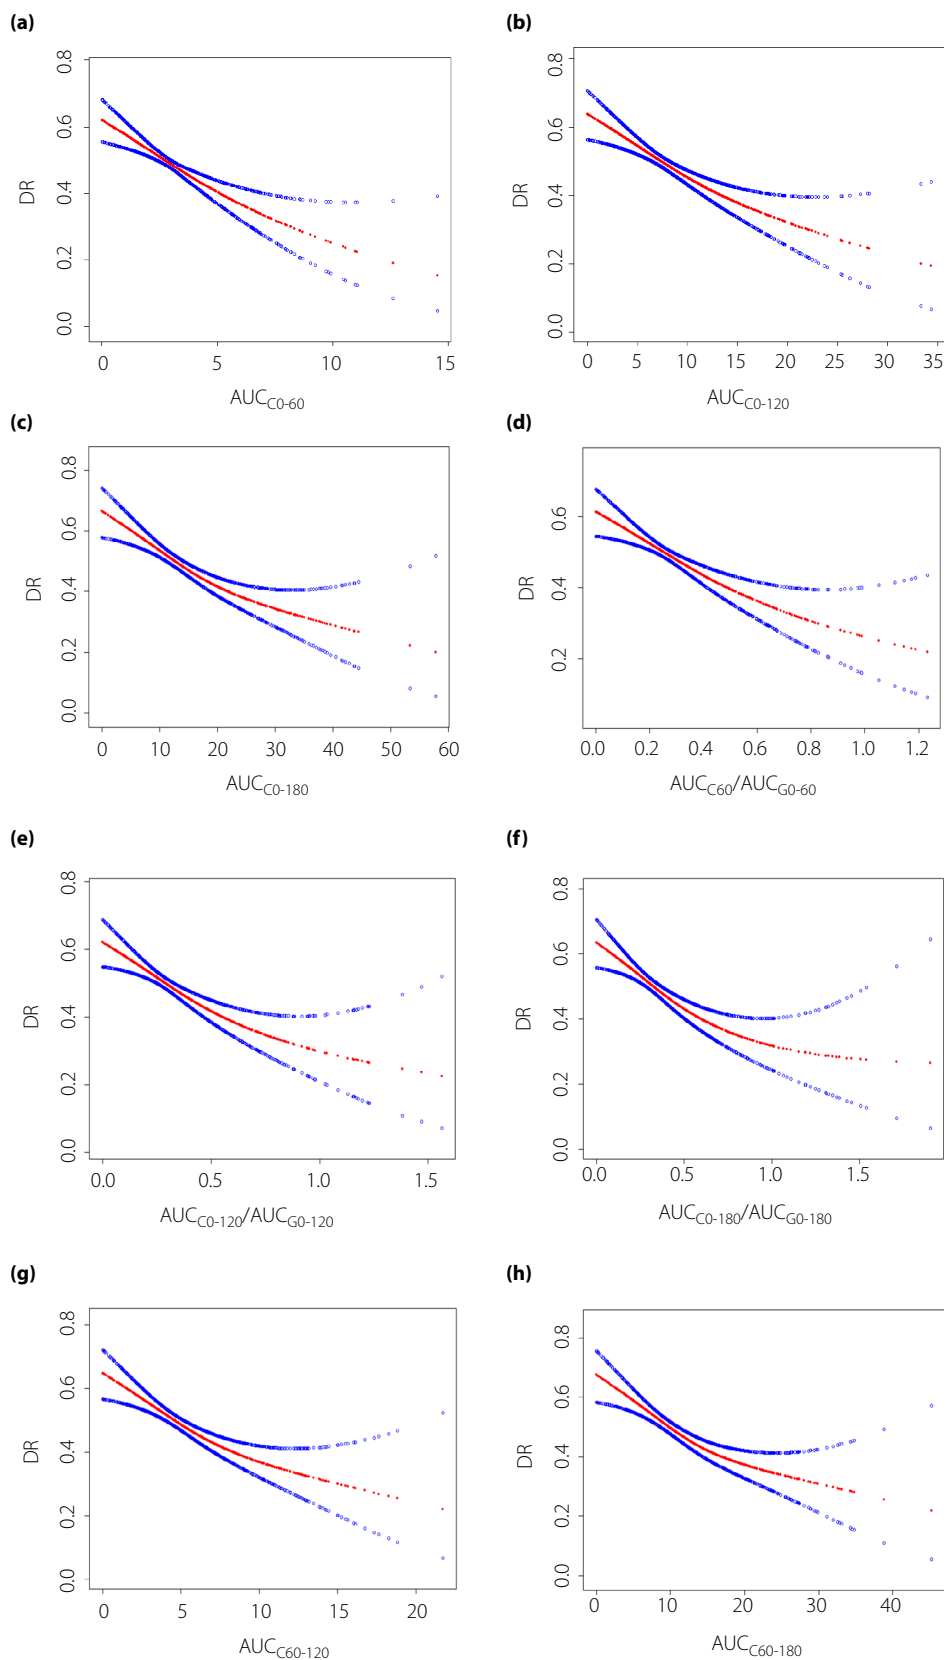 (a)
0.8
0.6
0.4
0.2
0.0
DR
0 5 10 15
AUCC0-60
(b)
0.8
0.6
0.4
0.2
0.0
DR
0 5 10 15 20 25 30 35
AUCC0-120
(c)
0.8
0.6
0.4
0.2
0.0
DR
0 10 20 30 40 50 60
AUCC0-180
(d)
0.6
0.4
0.2
DR
0.0 0.2 0.4 0.6 0.8 1.0 1.2
AUCC60/AUCG0-60
(e)
0.8
0.6
0.4
0.2
0.0
DR
0.0 0.5 1.0 1.5
AUCC0-120/AUCG0-120
(f)
0.8
0.6
0.4
0.2
0.0
DR
0.0 0.5 1.0 1.5
AUCC0-180/AUCG0-180
(g)
0.8
0.6
0.4
0.2
0.0
DR
0 5 10 15 20
AUCC60-120
(h)
0.8
0.6
0.4
0.2
0.0
DR
0 10 20 30 40
AUCC60-180